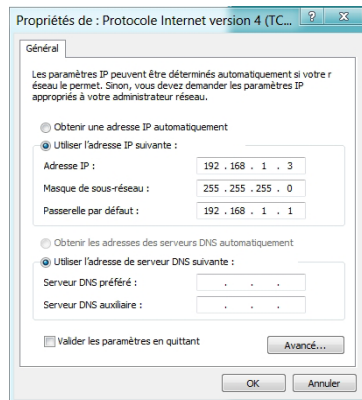 Propriétés de : Protocole Internet version 4 (TC...
Général
Les paramètres IP peuvent être déterminés automatiquement si votre r
éseau le permet. Sinon, vous devez demander les paramètres IP
appropriés à votre administrateur réseau.
Obtenir une adresse IP automatiquement
Utiliser l'adresse IP suivante :
Adresse IP : 192 . 168 . 1 . 3
Masque de sous-réseau : 255 . 255 . 255 . 0
Passerelle par défaut : 192 . 168 . 1 . 1
Obtenir les adresses des serveurs DNS automatiquement
Utiliser l'adresse de serveur DNS suivante :
Serveur DNS préféré : . . .
Serveur DNS auxiliaire : . . .
Valider les paramètres en quittant
Avancé...
OK Annuler